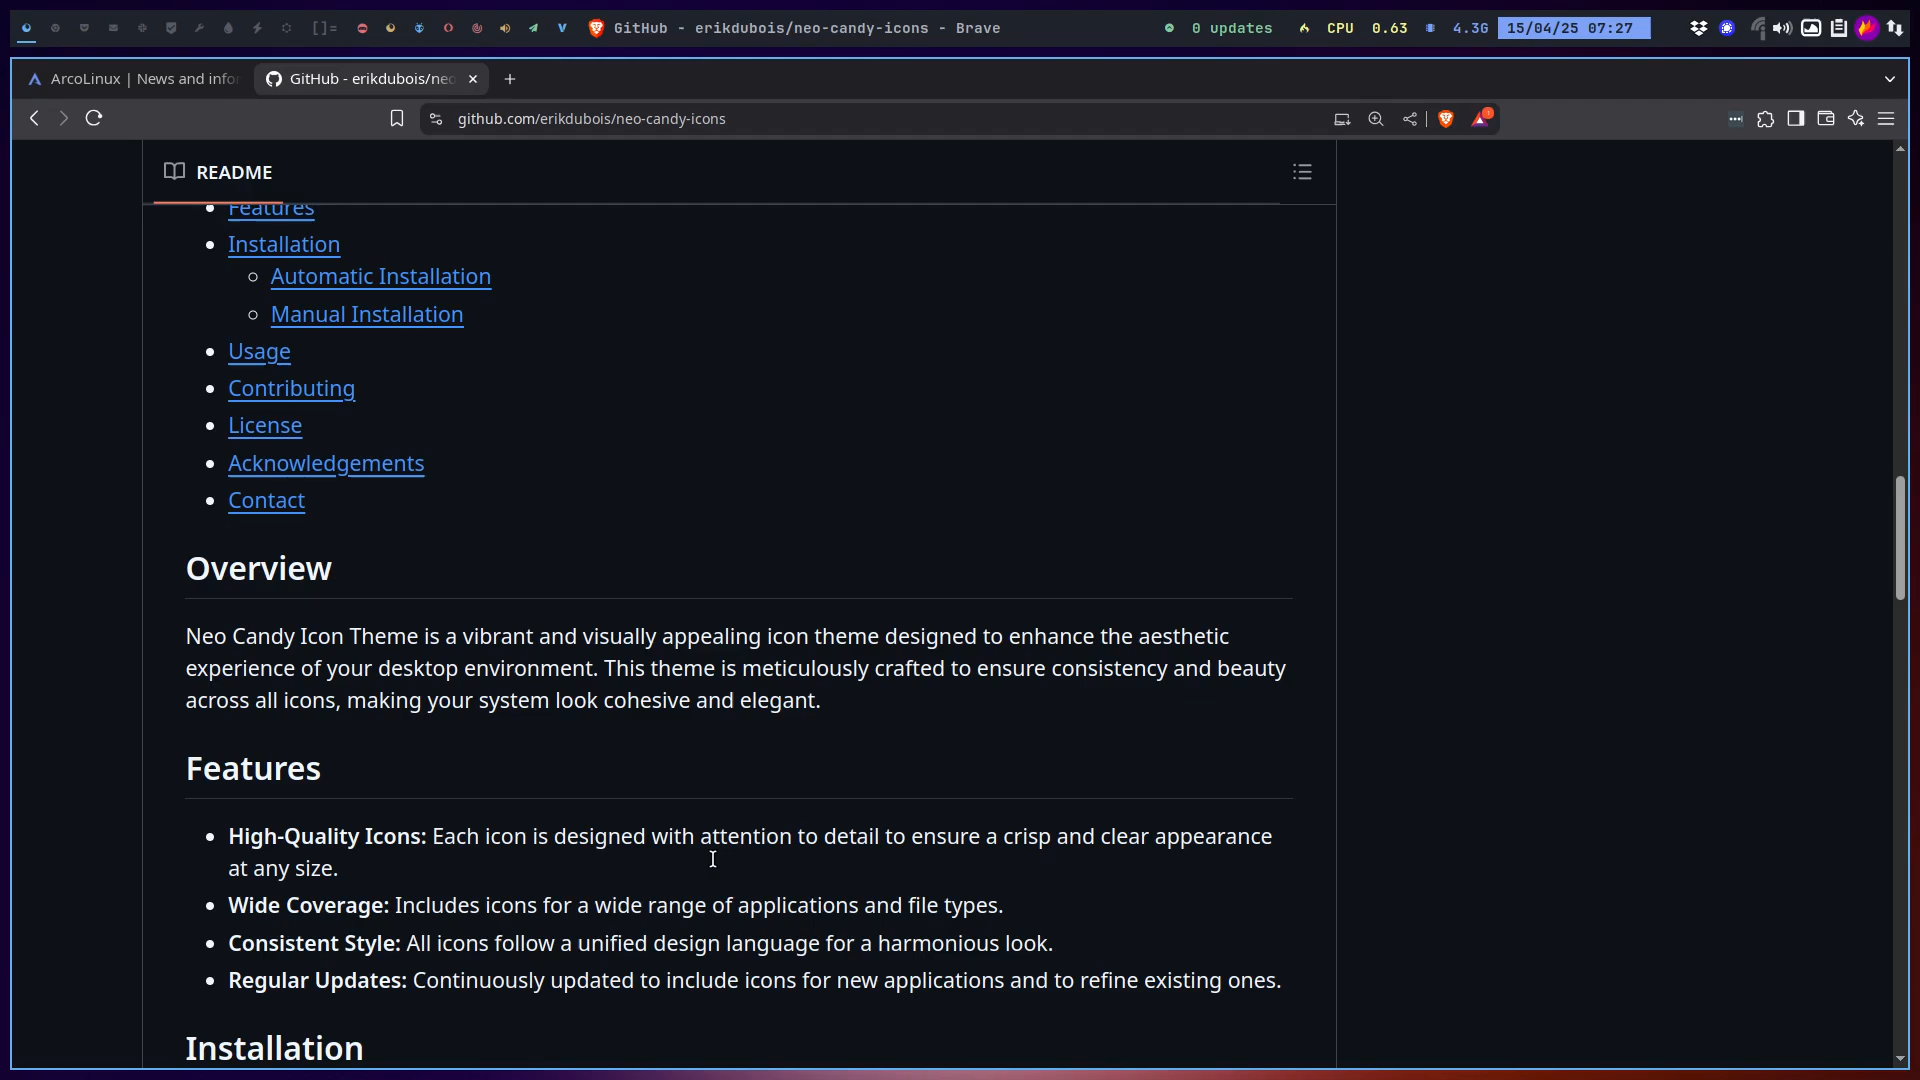 []=
GitHub - erikdubois/neo-candy-icons - Brave
0 updates
CPU 0.63
4.3G
15/04/25 07:27
ArcoLinux | News and infor
GitHub - erikdubois/neo
github.com/erikdubois/neo-candy-icons
README
Features
Installation
Automatic Installation
Manual Installation
Usage
Contributing
License
Acknowledgements
Contact
Overview
Neo Candy Icon Theme is a vibrant and visually appealing icon theme designed to enhance the aesthetic
experience of your desktop environment. This theme is meticulously crafted to ensure consistency and beauty
across all icons, making your system look cohesive and elegant.
Features
High-Quality Icons: Each icon is designed with attention to detail to ensure a crisp and clear appearance
at any size.
Wide Coverage: Includes icons for a wide range of applications and file types.
Consistent Style: All icons follow a unified design language for a harmonious look.
Regular Updates: Continuously updated to include icons for new applications and to refine existing ones.
Installation